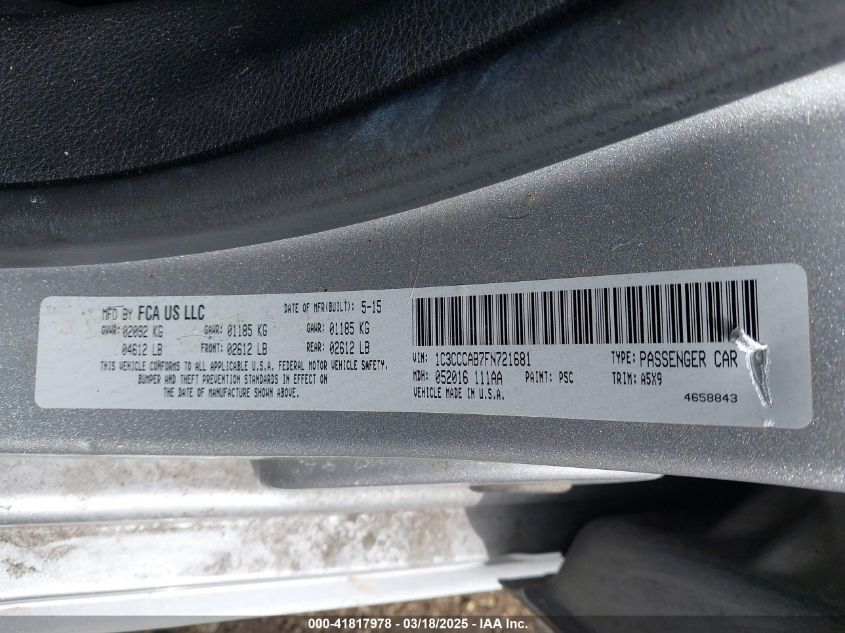 MFD BY FCA US LLC
DATE OF MFR(BUILT): 5-15
GVWR: 02092 KG GAWR: 01185 KG GAWR: 01185 KG
04612 LB FRONT: 02612 LB REAR: 02612 LB
THIS VEHICLE CONFORMS TO ALL APPLICABLE U.S.A. FEDERAL MOTOR VEHICLE SAFETY,
BUMPER AND THEFT PREVENTION STANDARDS IN EFFECT ON
THE DATE OF MANUFACTURE SHOWN ABOVE.
VIN: 1C3CCCAB7FN721681 TYPE: PASSENGER CAR
MDH: 052016 111AA PAINT: PSC TRIM: A5X9
VEHICLE MADE IN U.S.A. 4658843
000-41817978 - 03/18/2025 - IAA Inc.